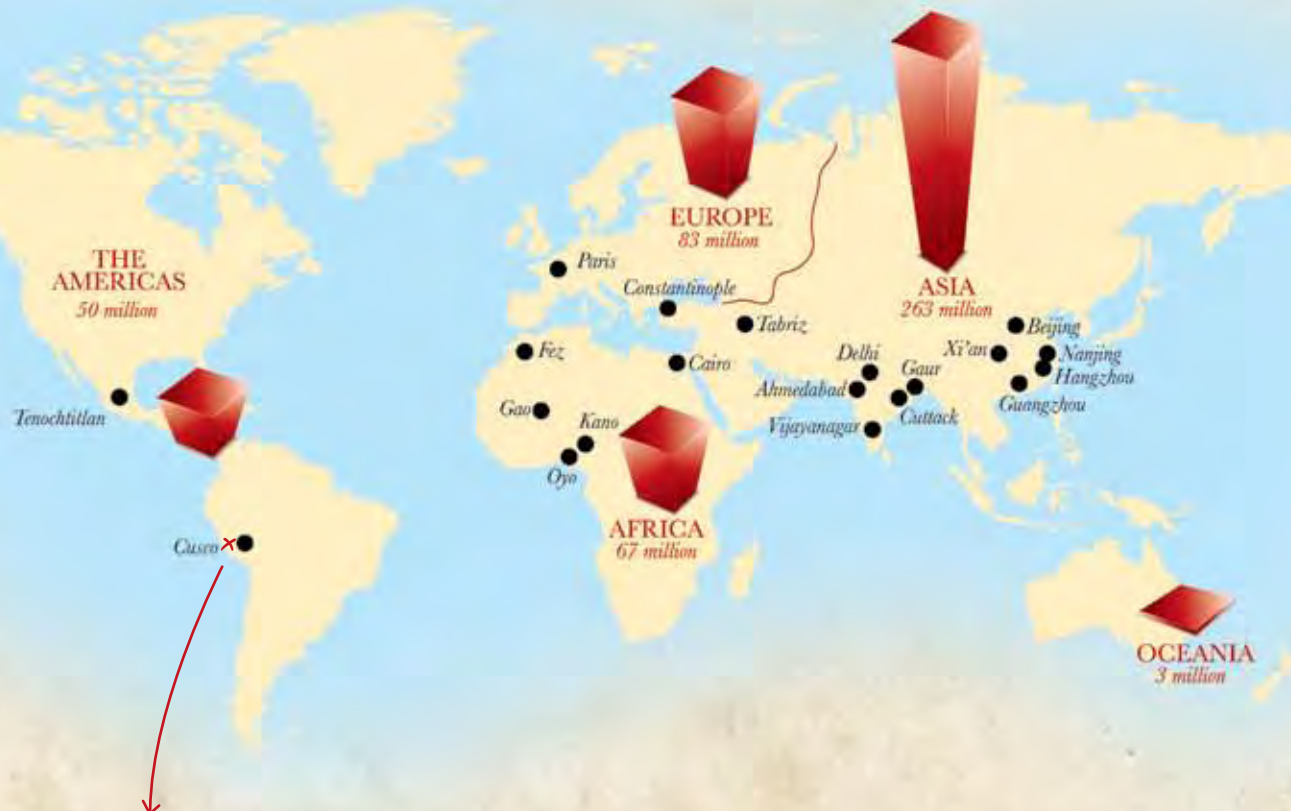 EUROPE
83 million
ASIA
263 million
THE
AMERICAS
50 million
Paris
Constantinople
Tabriz
Beijing
Xi'an
Nanjing
Hangzhou
Guangzhou
Fez
Cairo
Delhi
Gaur
Ahmedabad
Cuttack
Vijayanagar
Tenochtitlan
Gao
Kano
Oyo
AFRICA
67 million
Cusco
OCEANIA
3 million